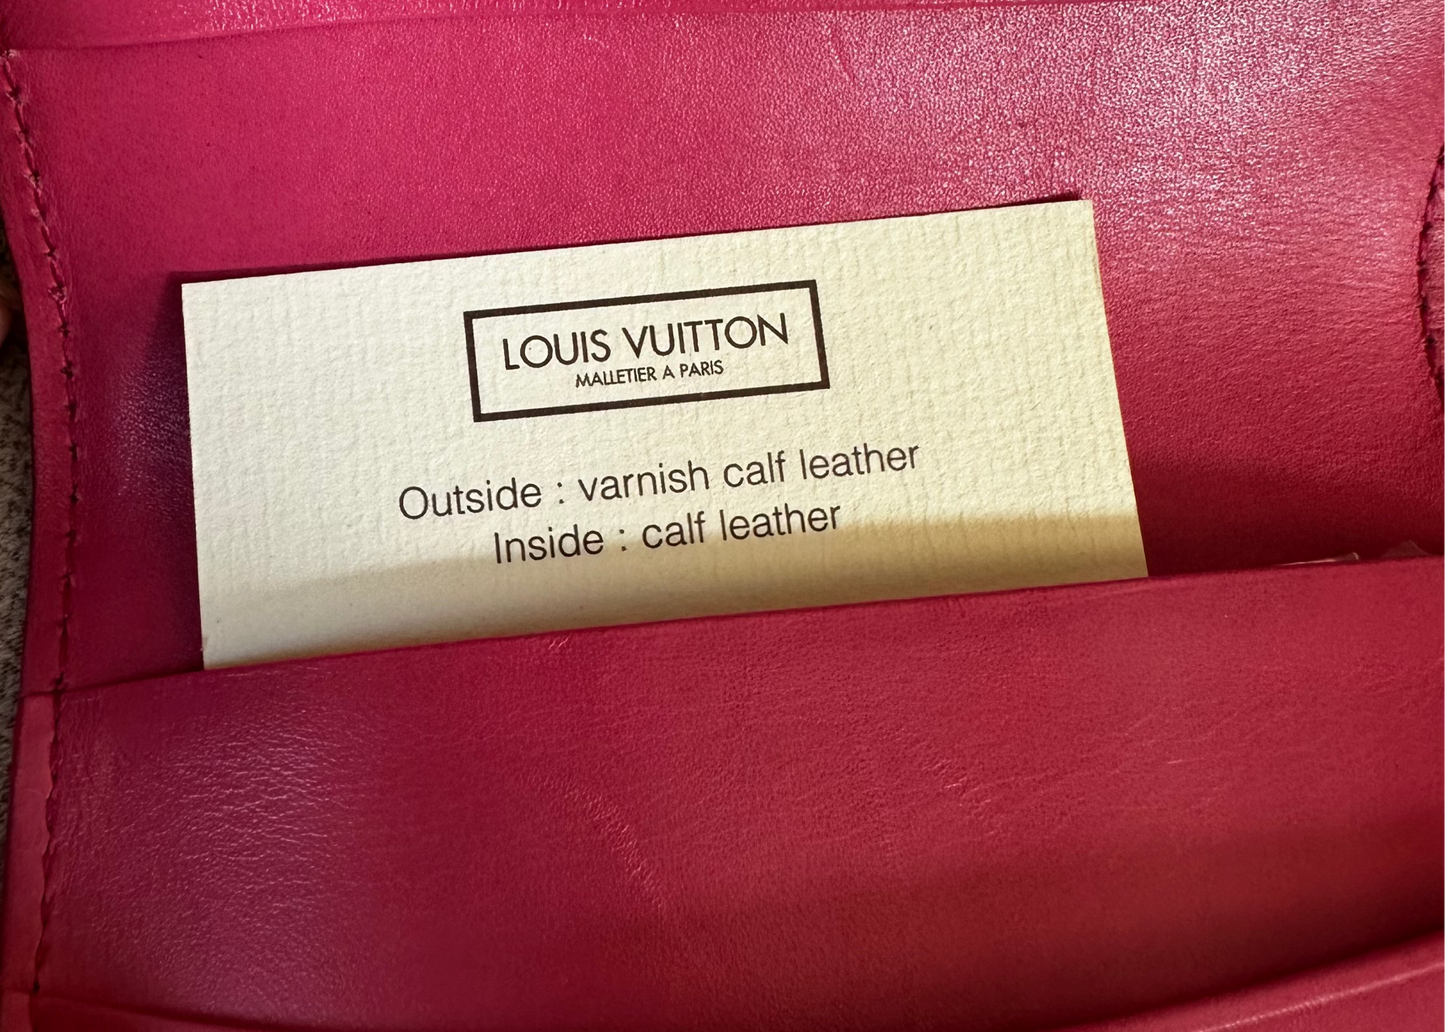 LOUIS VUITTON
MALLETIER A PARIS
Outside : varnish calf leather
Inside : calf leather